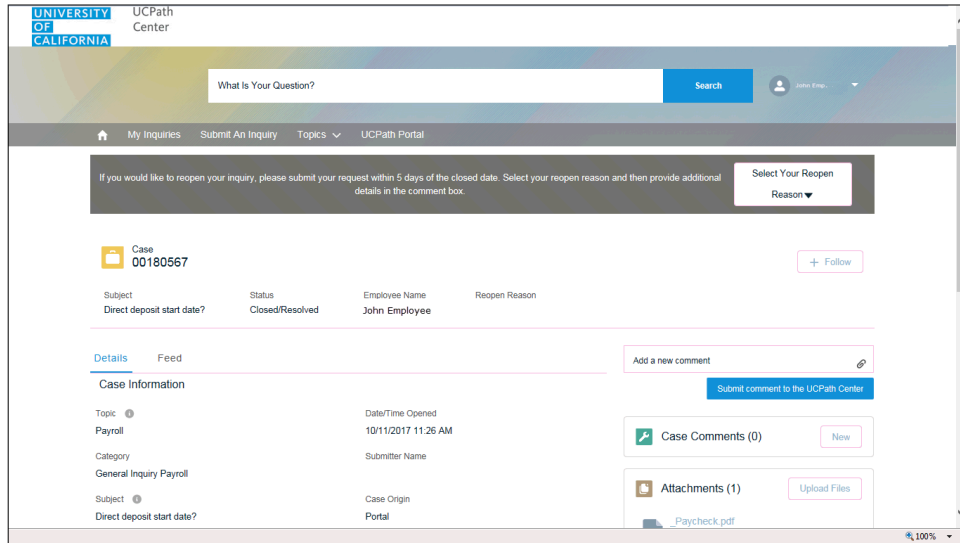 UNIVERSITY
OF
CALIFORNIA
UCPath
Center
What Is Your Question?
Search
John Emp..
My Inquiries
Submit An Inquiry
Topics
UCPath Portal
If you would like to reopen your inquiry, please submit your request within 5 days of the closed date. Select your reopen reason and then provide additional
details in the comment box.
Select Your Reopen
Reason
Case
00180567
+ Follow
Subject
Status
Employee Name
Reopen Reason
Direct deposit start date?
Closed/Resolved
John Employee
Details
Feed
Case Information
Topic
Date/Time Opened
Payroll
10/11/2017 11:26 AM
Category
Submitter Name
General Inquiry Payroll
Subject
Case Origin
Direct deposit start date?
Portal
Add a new comment
Submit comment to the UCPath Center
Case Comments (0)
New
Attachments (1)
Upload Files
_Paycheck.pdf
100%